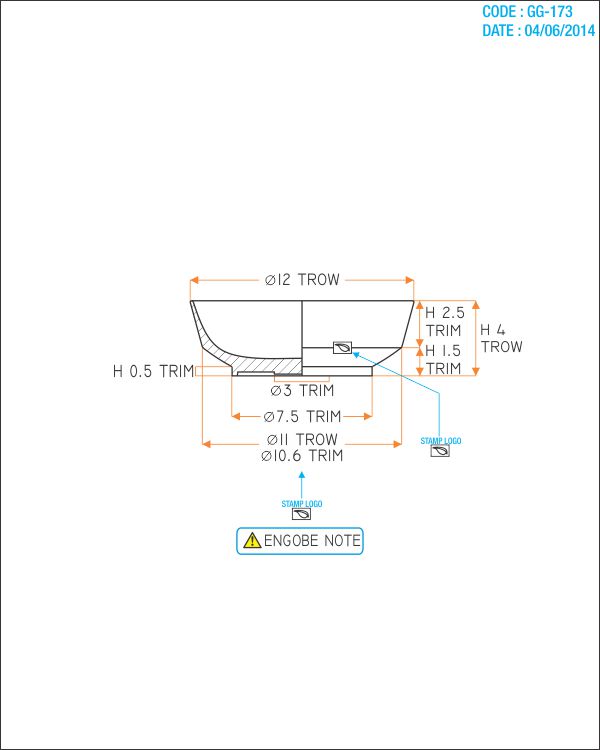 CODE : GG-173
DATE : 04/06/2014
Ø12 TROW
H 2.5
TRIM
H 4
TROW
H 1.5
TRIM
H 0.5 TRIM
Ø3 TRIM
Ø7.5 TRIM
Ø11 TROW
Ø10.6 TRIM
STAMP LOGO
STAMP LOGO
ENGOBE NOTE